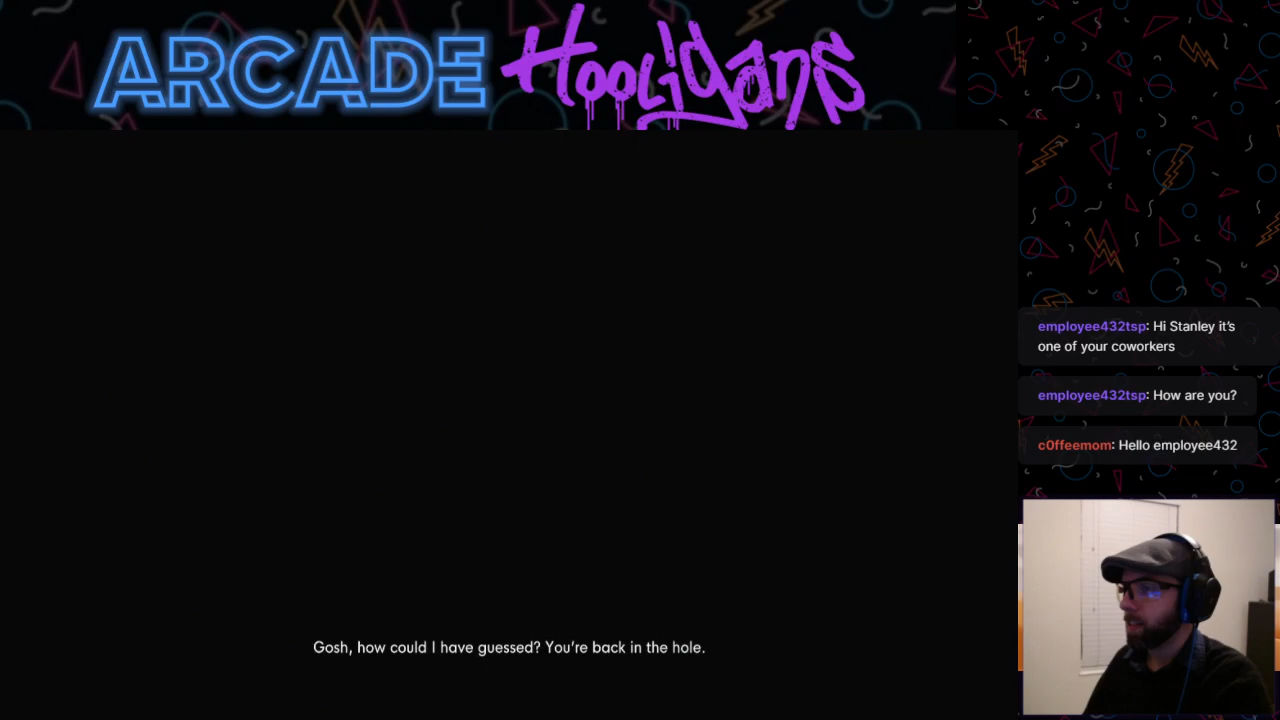 ARCADE Hooligans
employee432tsp: Hi Stanley it's
one of your coworkers
employee432tsp: How are you?
c0ffeemom: Hello employee432
Gosh, how could I have guessed? You're back in the hole.